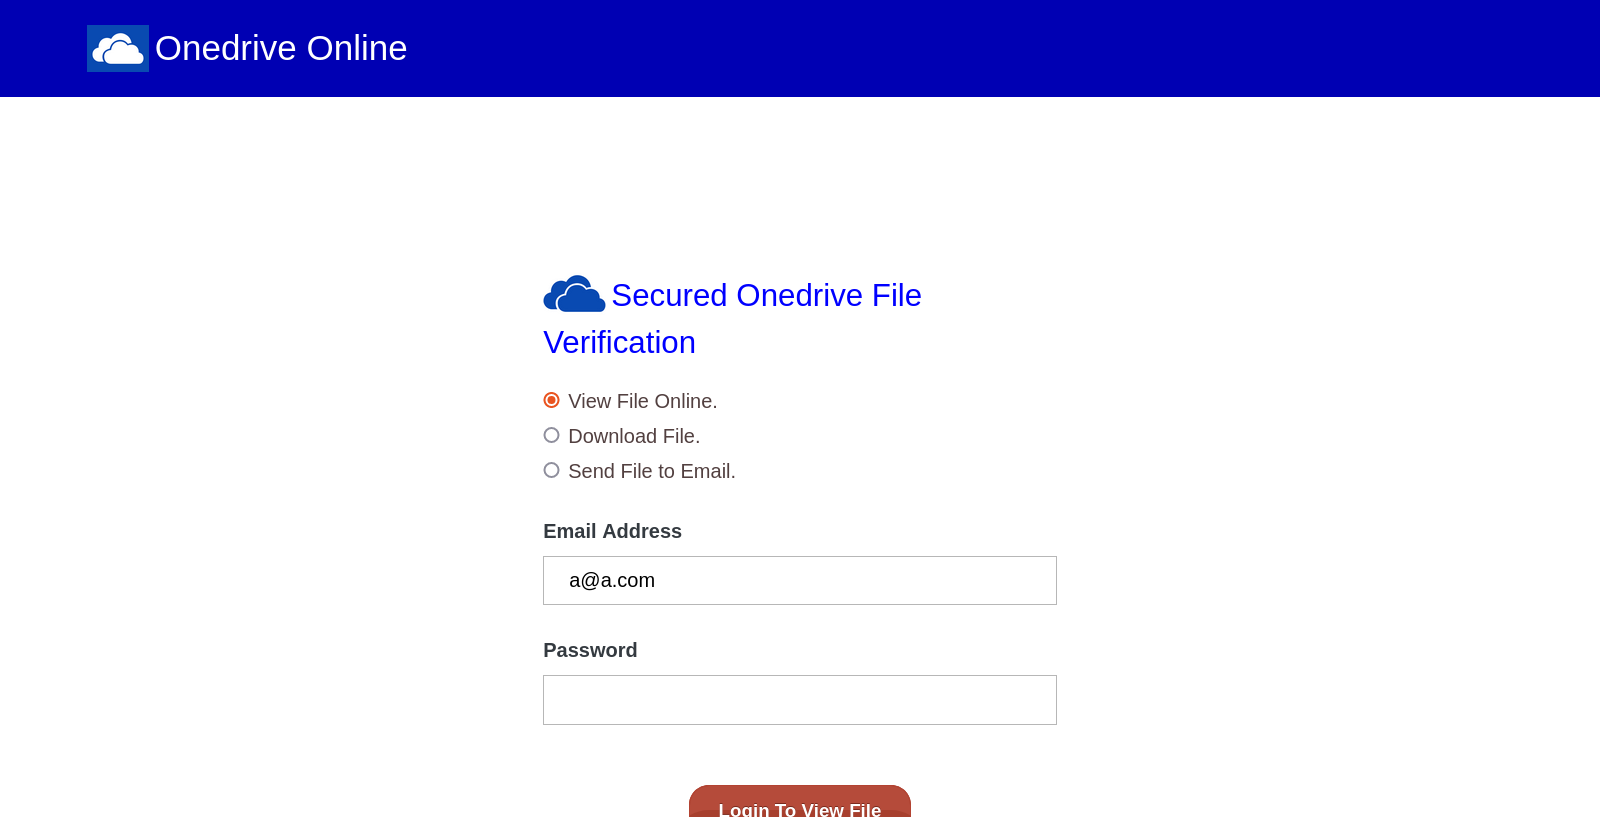 Onedrive Online
Secured Onedrive File
Verification
View File Online.
Download File.
Send File to Email.
Email Address
a@a.com
Password
Login To View File